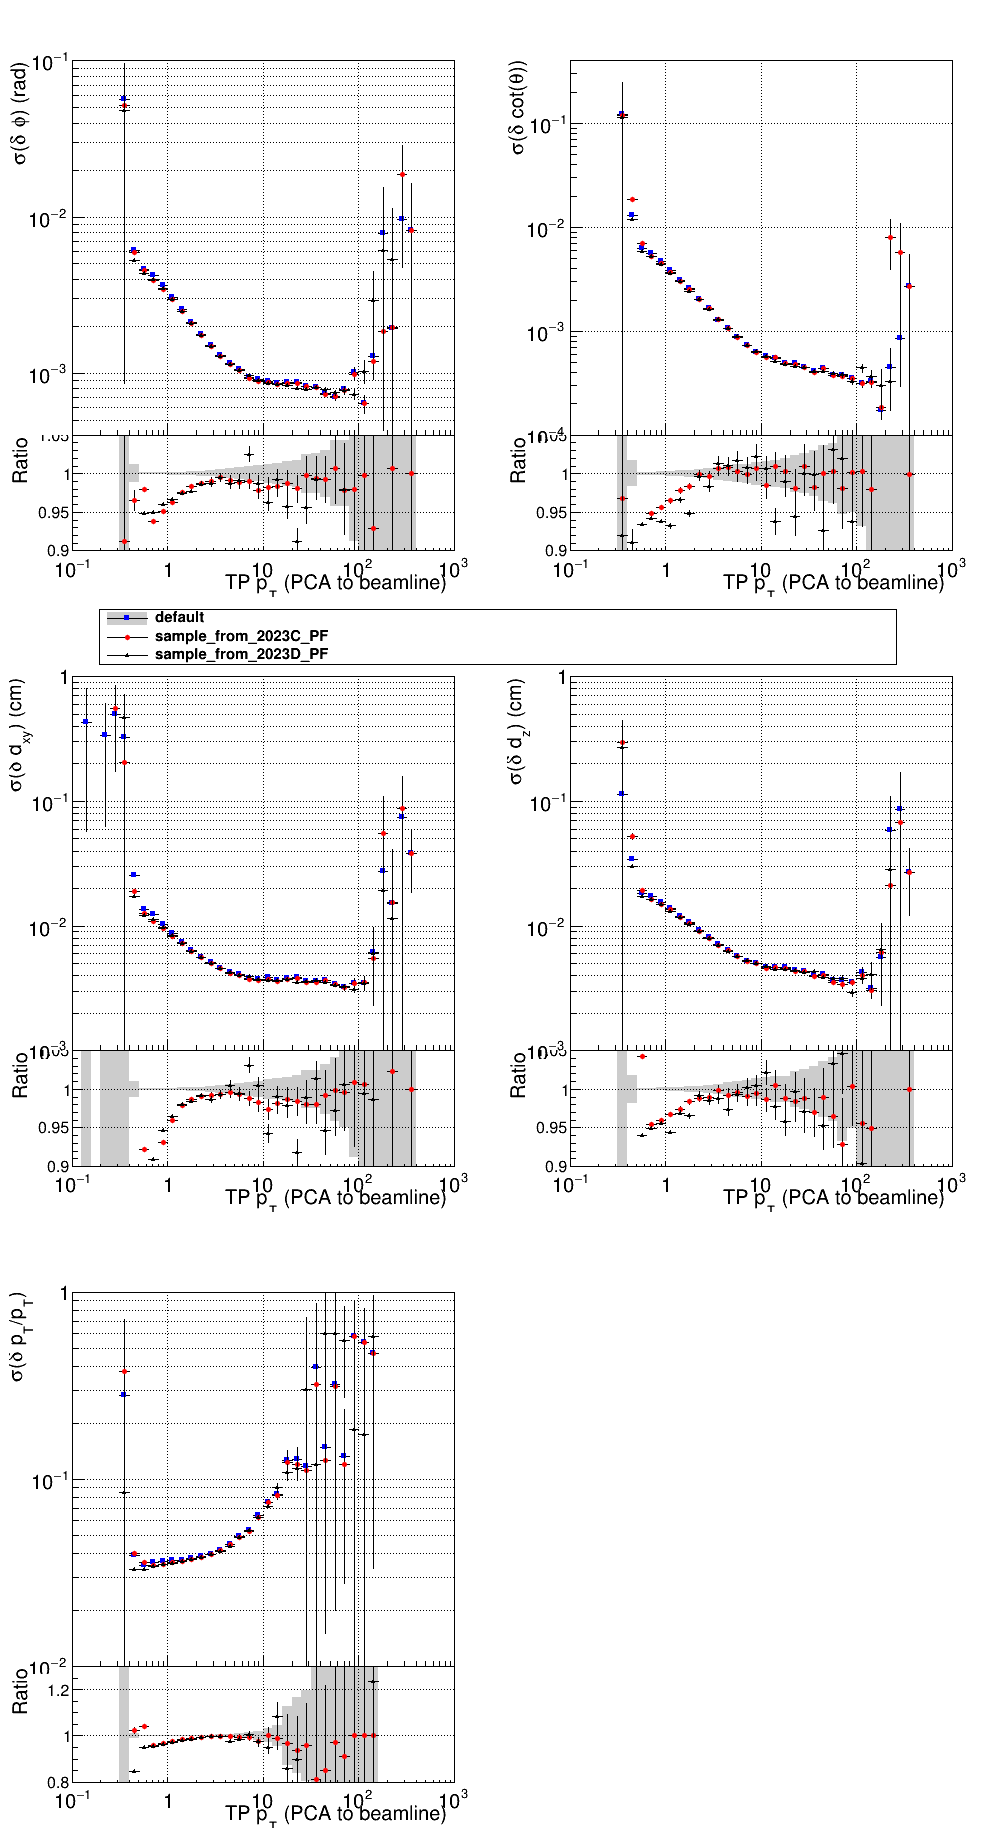 σ(δ φ) (rad)
10⁻¹
10⁻²
10⁻³
Ratio
1.05
1
0.95
0.9
10⁻¹ 1 10 10² 10³
TP p_T (PCA to beamline)
σ(δ cot(θ))
10⁻¹
10⁻²
10⁻³
10⁻⁴
Ratio
1
0.95
0.9
10⁻¹ 1 10 10² 10³
TP p_T (PCA to beamline)
default
sample_from_2023C_PF
sample_from_2023D_PF
σ(δ d_xy) (cm)
1
10⁻¹
10⁻²
10⁻³
Ratio
1
0.95
0.9
10⁻¹ 1 10 10² 10³
TP p_T (PCA to beamline)
σ(δ d_z) (cm)
1
10⁻¹
10⁻²
10⁻³
Ratio
1
0.95
0.9
10⁻¹ 1 10 10² 10³
TP p_T (PCA to beamline)
σ(δ p_T/p_T)
1
10⁻¹
10⁻²
Ratio
1.2
1
0.8
10⁻¹ 1 10 10² 10³
TP p_T (PCA to beamline)